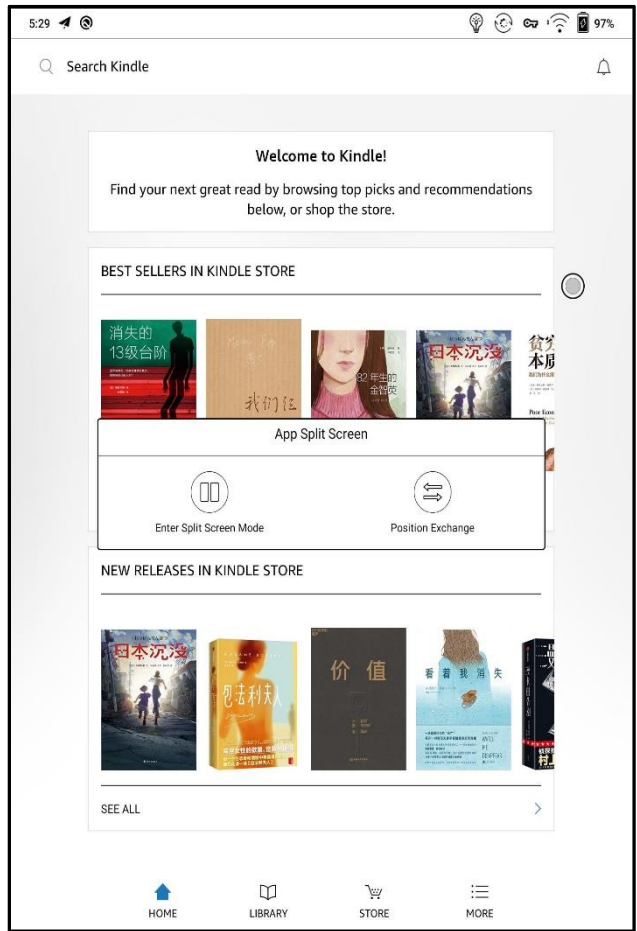 5:29
97%
Search Kindle
Welcome to Kindle!
Find your next great read by browsing top picks and recommendations
below, or shop the store.
BEST SELLERS IN KINDLE STORE
消失的
13级台阶
我们仨
82年生的
金智英
日本沉没
贫穷
本质
Poor Econ
App Split Screen
Enter Split Screen Mode
Position Exchange
NEW RELEASES IN KINDLE STORE
日本沉没
包法利夫人
价值
看着我消失
SEE ALL
HOME
LIBRARY
STORE
MORE